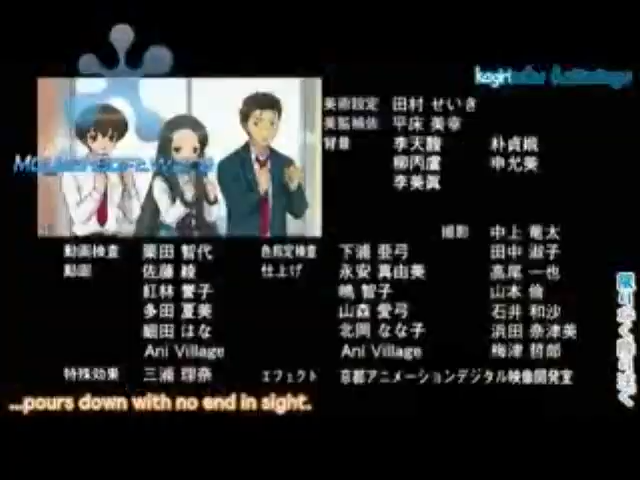 美術設定 田村 せいき
美監補佐 平床 美幸
背景 李天馥 朴貞娥
柳丙虞 申允美
李美眞
撮影 中上 竜太
動画検査 栗田 智代 色指定検査 下浦 亜弓 田中 淑子
動画 佐藤 綾 仕上げ 永安 真由美 高尾 一也
紅林 誉子 嶋 智子 山本 倫
多田 夏美 山森 愛弓 石井 和沙
細田 はな 北岡 なな子 浜田 奈津美
Ani Village Ani Village 梅津 哲郎
特殊効果 三浦 理奈 エフェクト 京都アニメーションデジタル映像開発室
...pours down with no end in sight.